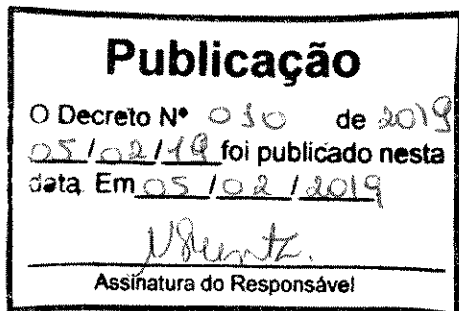 Publicação
O Decreto Nº 010 de 2019
05/02/19 foi publicado nesta
data. Em 05/02/2019
Assinatura do Responsável